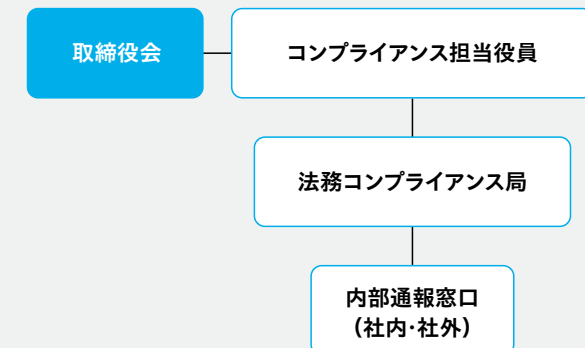 取締役会
コンプライアンス担当役員
法務コンプライアンス局
内部通報窓口
（社内・社外）